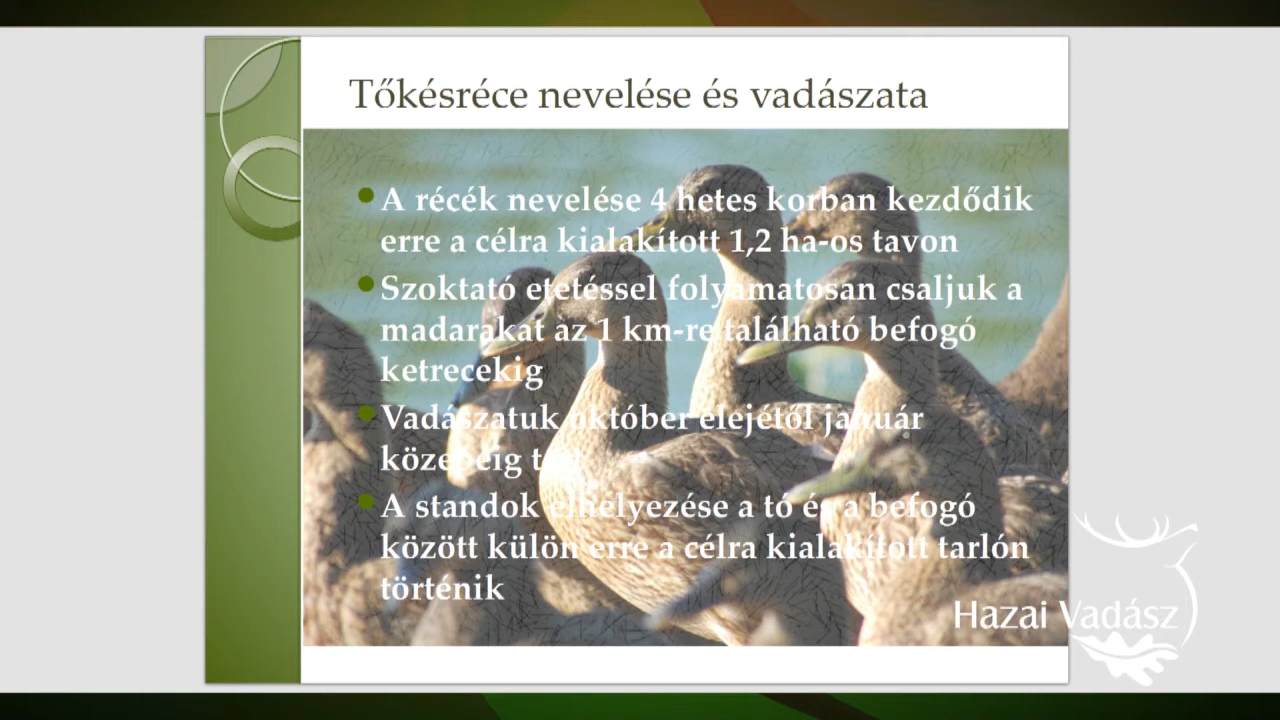 Tőkésréce nevelése és vadászata
A récék nevelése 4 hetes korban kezdődik
erre a célra kialakított 1,2 ha-os tavon
Szoktató etetéssel folyamatosan csaljuk a
madarakat az 1 km-re található befogó
ketrecekig
Vadászatuk október elejétől január
közepéig tart
A standok elhelyezése a tó és a befogó
között külön erre a célra kialakított tarlón
történik
Hazai Vadász